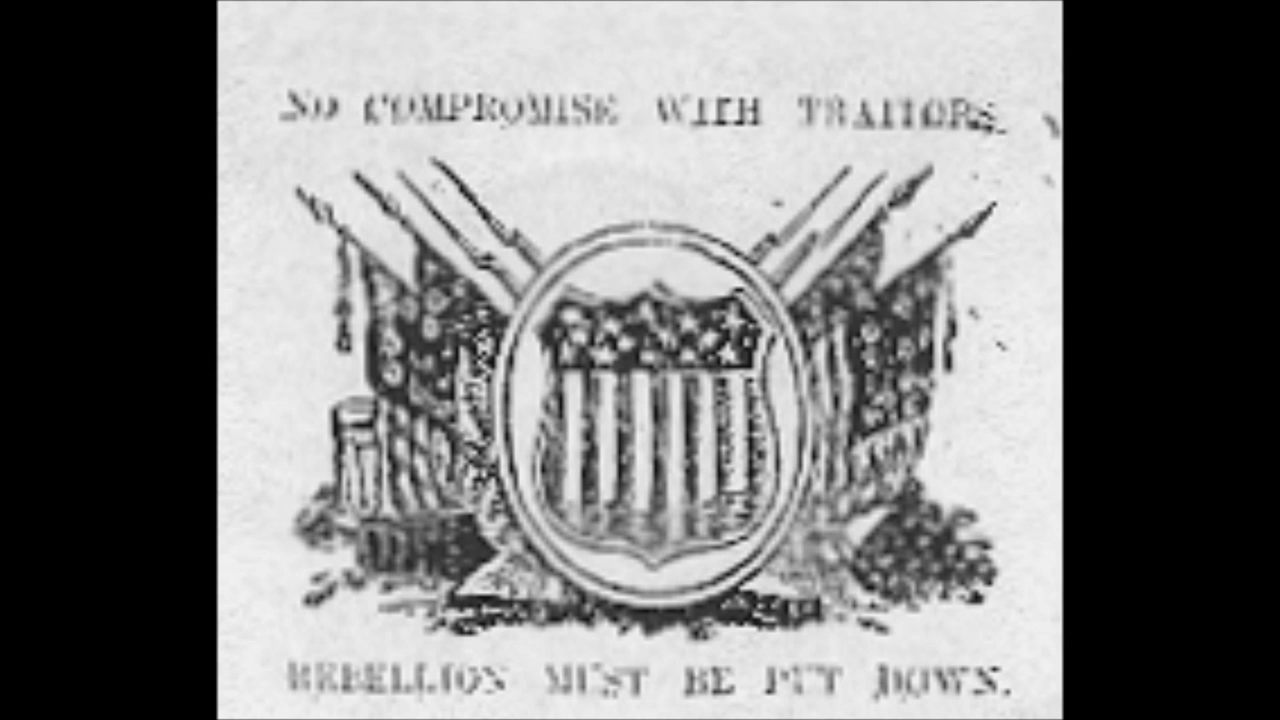 NO COMPROMISE WITH TRAITORS.
REBELLION MUST BE PUT DOWN.